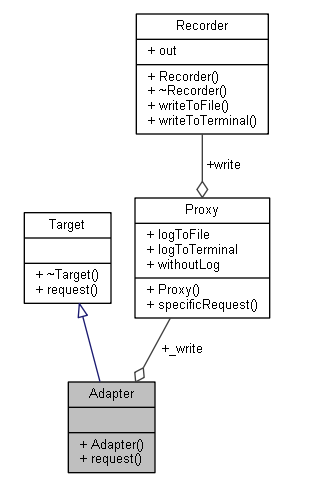 Recorder
+ out
+ Recorder()
+ ~Recorder()
+ writeToFile()
+ writeToTerminal()
+write
Proxy
+ logToFile
+ logToTerminal
+ withoutLog
+ Proxy()
+ specificRequest()
Target
+ ~Target()
+ request()
+_write
Adapter
+ Adapter()
+ request()